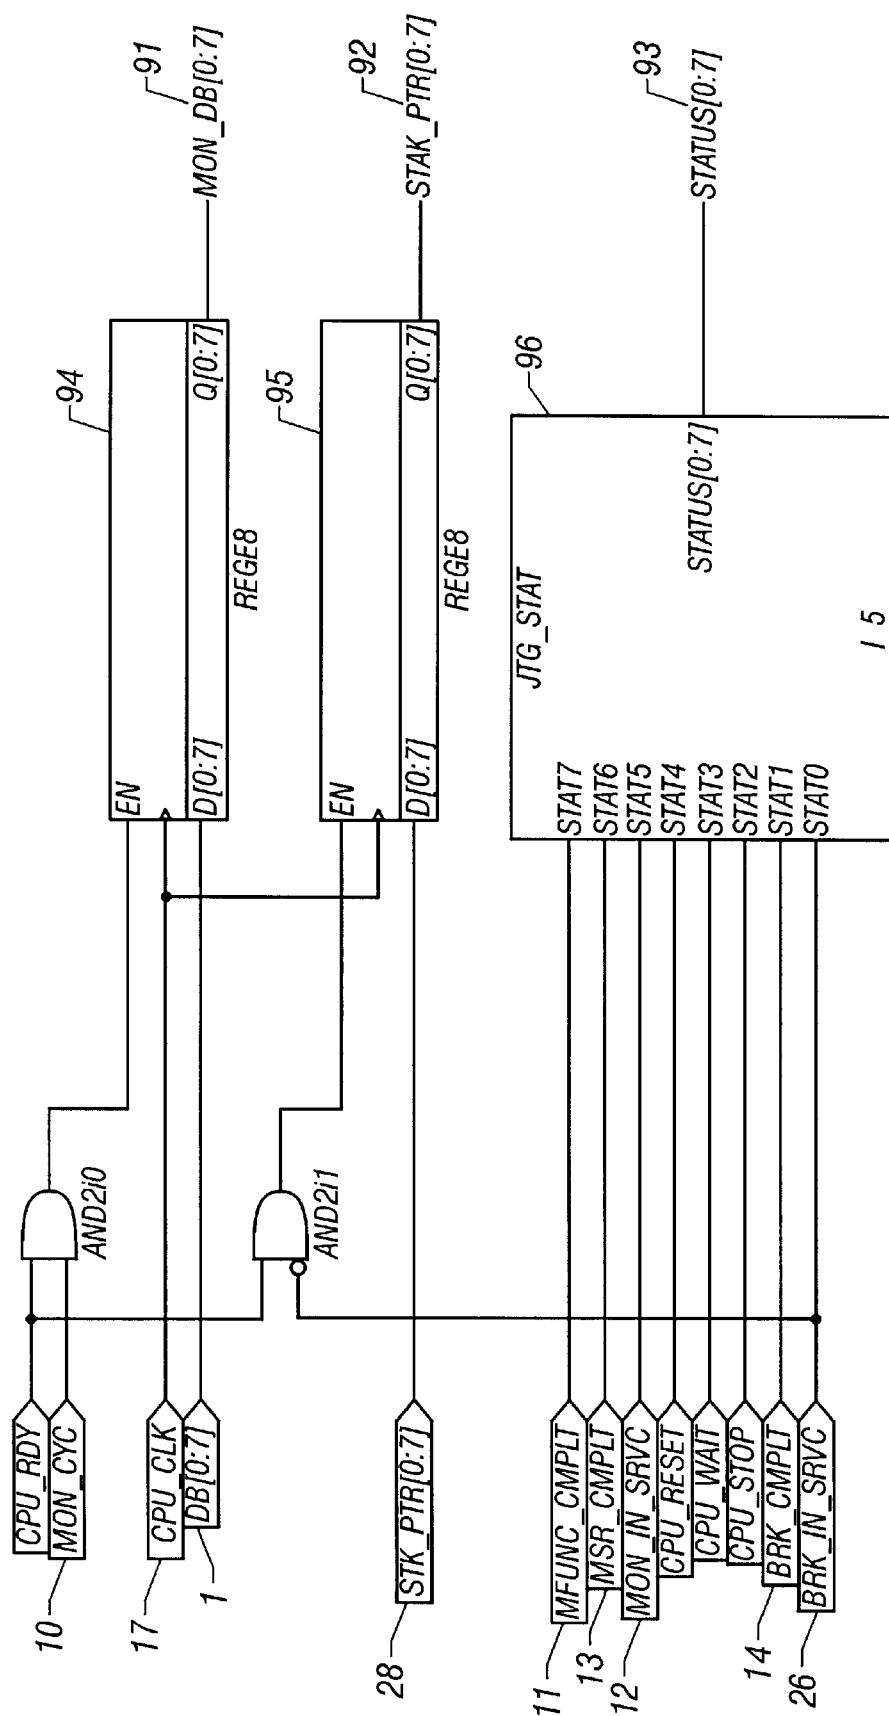 CPU_RDY
MON_CYC
10
CPU_CLK
17
DB[0:7]
1
AND2i0
EN
D[0:7]
Q[0:7]
REGE8
94
MON_DB[0:7]
91
AND2i1
STK_PTR[0:7]
28
EN
D[0:7]
Q[0:7]
REGE8
95
STAK_PTR[0:7]
92
MFUNC_CMPLT
11
MSR_CMPLT
13
MON_IN_SRVC
12
CPU_RESET
CPU_WAIT
CPU_STOP
BRK_CMPLT
14
BRK_IN_SRVC
26
JTG_STAT
96
STAT7
STAT6
STAT5
STAT4
STAT3
STAT2
STAT1
STAT0
STATUS[0:7]
I 5
STATUS[0:7]
93